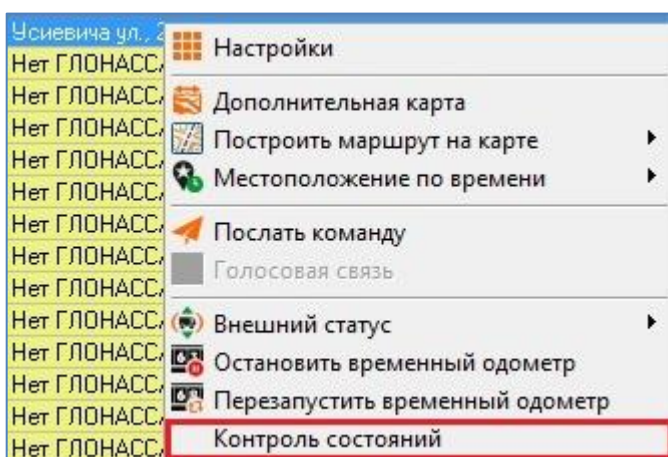 Усиевича ул., 2
Нет ГЛОНАСС
Нет ГЛОНАСС
Нет ГЛОНАСС
Нет ГЛОНАСС
Нет ГЛОНАСС
Нет ГЛОНАСС
Нет ГЛОНАСС
Нет ГЛОНАСС
Нет ГЛОНАСС
Нет ГЛОНАСС
Нет ГЛОНАСС
Нет ГЛОНАСС
Нет ГЛОНАСС
Настройки
Дополнительная карта
Построить маршрут на карте
Местоположение по времени
Послать команду
Голосовая связь
Внешний статус
Остановить временный одометр
Перезапустить временный одометр
Контроль состояний